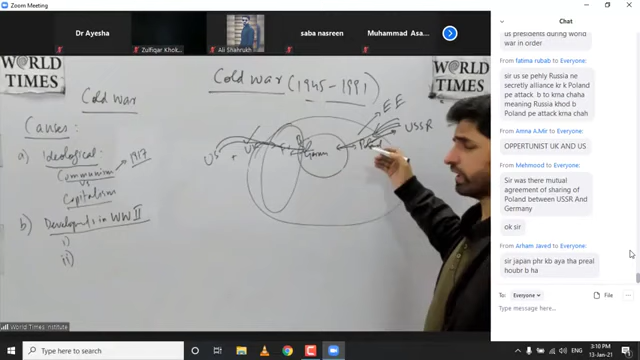 Zoom Meeting
Dr Ayesha
Zulfiqar Khok...
Ali Shahrukh
saba nasreen
Muhammad Asa...
WORLD
TIMES
WORLD
TIMES
Cold war (1945-1991)
Cold war
Causes:
a) Ideological
1917
Communism
vs
Capitalism
b) Developments in WW II
i)
ii)
US
+
Germ
EE
USSR
World Times Institute
Chat
us presidents during world
war in order
From fatima rubab to Everyone:
sir us se pehly Russia ne
secretly alliance kr k Poland
pe attack. b to krna chaha
meaning Russia khod b
Poland pe attack krna chah
From Amna A.Mir to Everyone:
OPPERTUNIST UK AND US
From Mehmood to Everyone:
Sir was there mutual
agreement of sharing of
Poland between USSR And
Germany
ok sir
From Arham Javed to Everyone:
sir japan phr kb aya tha preal
houbr b ha
To: Everyone
File
Type message here...
Type here to search
ENG
3:10 PM
13-Jan-21